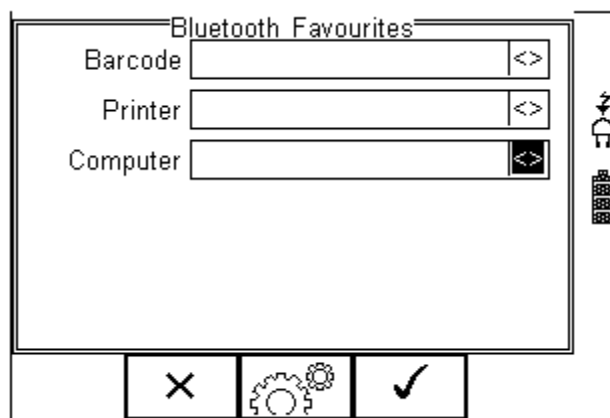 Bluetooth Favourites
Barcode <>
Printer <>
Computer <>